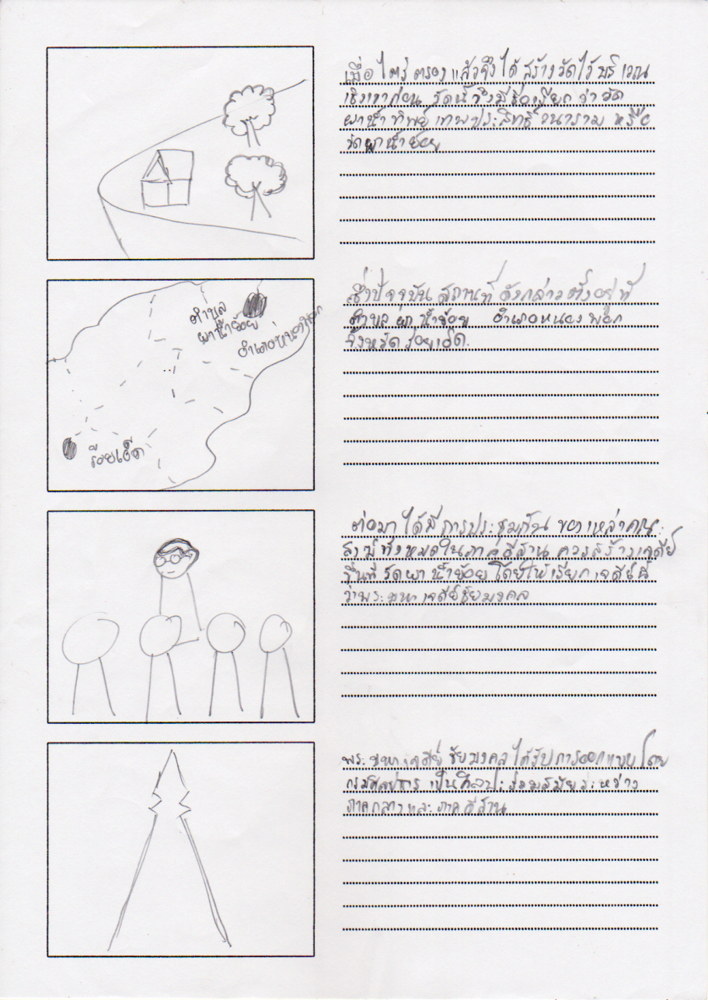 เมื่อไตร่ตรองแล้วจึงได้สร้างวัดไว้บริเวณ
เชิงเขาก่อน วัดนี้จึงมีชื่อเรียกว่าวัด
ผาน้ำทิพย์เทพประสิทธิ์วนาราม หรือ
วัดผาน้ำย้อย
ตำบล
ผาน้ำย้อย
อำเภอหนองพอก
ร้อยเอ็ด
ซึ่งปัจจุบันสถานที่ดังกล่าวตั้งอยู่ที่
ตำบลผาน้ำย้อย อำเภอหนองพอก
จังหวัดร้อยเอ็ด.
ต่อมาได้มีการประชุมกัน ของเหล่าคณะ
สงฆ์ทั้งหมดในภาคอีสาน ควรสร้างเจดีย์
ขึ้นที่วัดผาน้ำย้อย โดยให้เรียกเจดีย์นี้
ว่าพระมหาเจดีย์ชัยมงคล
พระมหาเจดีย์ชัยมงคลได้รับการออกแบบโดย
กรมศิลปากร เป็นศิลปะร่วมสมัยระหว่าง
ภาคกลางและภาคอีสาน